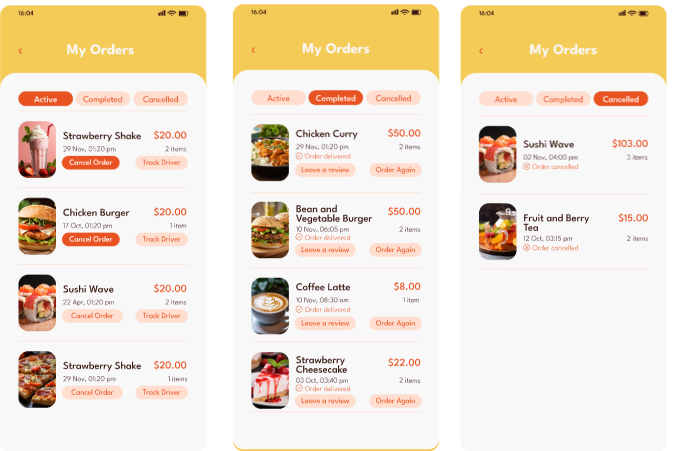 16:04
My Orders
Active Completed Cancelled
Strawberry Shake $20.00
29 Nov, 01:20 pm 2 items
Cancel Order Track Driver
Chicken Burger $20.00
17 Oct, 01:20 pm 1 item
Cancel Order Track Driver
Sushi Wave $20.00
22 Apr, 01:20 pm 2 items
Cancel Order Track Driver
Strawberry Shake $20.00
29 Nov, 01:20 pm 1 items
Cancel Order Track Driver
16:04
My Orders
Active Completed Cancelled
Chicken Curry $50.00
29 Nov, 01:20 pm 2 items
Order delivered
Leave a review Order Again
Bean and
Vegetable Burger $50.00
10 Nov, 06:05 pm 2 items
Order delivered
Leave a review Order Again
Coffee Latte $8.00
10 Nov, 08:30 am 1 item
Order delivered
Leave a review Order Again
Strawberry
Cheesecake $22.00
03 Oct, 03:40 pm 2 items
Order delivered
Leave a review Order Again
16:04
My Orders
Active Completed Cancelled
Sushi Wave $103.00
02 Nov, 04:00 pm 3 items
Order cancelled
Fruit and Berry $15.00
Tea
12 Oct, 03:15 pm 2 items
Order cancelled